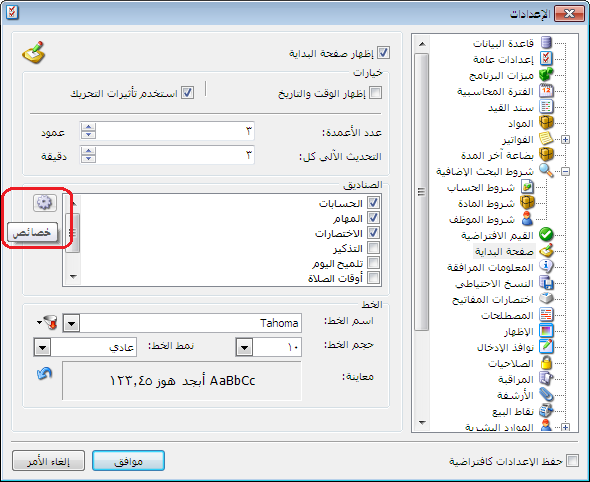 الإعدادات
قاعدة البيانات
إعدادات عامة
ميزات البرنامج
الفترة المحاسبية
سند القيد
المواد
الفواتير
بضاعة آخر المدة
شروط البحث الإضافية
شروط الحساب
شروط المادة
شروط الموظف
القيم الافتراضية
صفحة البداية
المعلومات المرافقة
النسخ الاحتياطي
اختصارات المفاتيح
المصطلحات
الإظهار
نوافذ الإدخال
الصلاحيات
المراقبة
الأرشفة
نقاط البيع
الموارد البشرية
إظهار صفحة البداية
خيارات
إظهار الوقت والتاريخ
استخدم تأثيرات التحريك
عدد الأعمدة: ٣ عمود
التحديث الآلي كل: ٣ دقيقة
الصناديق
الحسابات
المهام
الاختصارات
التذكير
تلميح اليوم
أوقات الصلاة
خصائص
الخط
اسم الخط: Tahoma
حجم الخط: ١٠ نمط الخط: عادي
معاينة: AaBbCc أبجد هوز ١٢٣,٤٥
حفظ الإعدادات كافتراضية
موافق
إلغاء الأمر